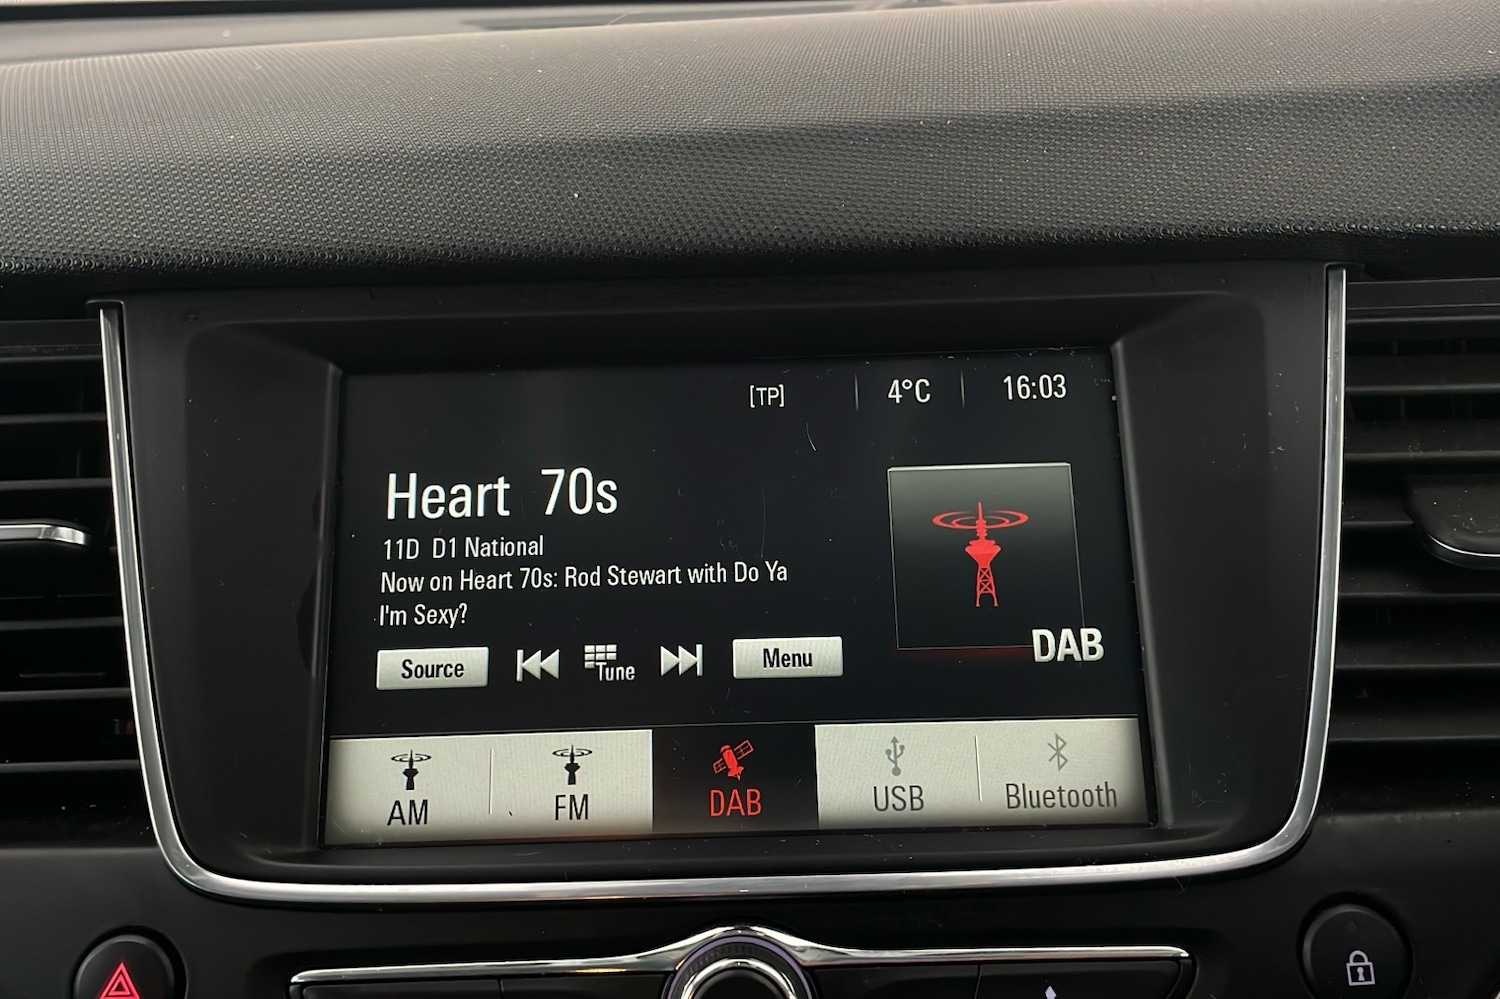 [TP] 4°C 16:03
Heart 70s
11D D1 National
Now on Heart 70s: Rod Stewart with Do Ya
I'm Sexy?
Source Tune Menu
DAB
AM FM DAB USB Bluetooth